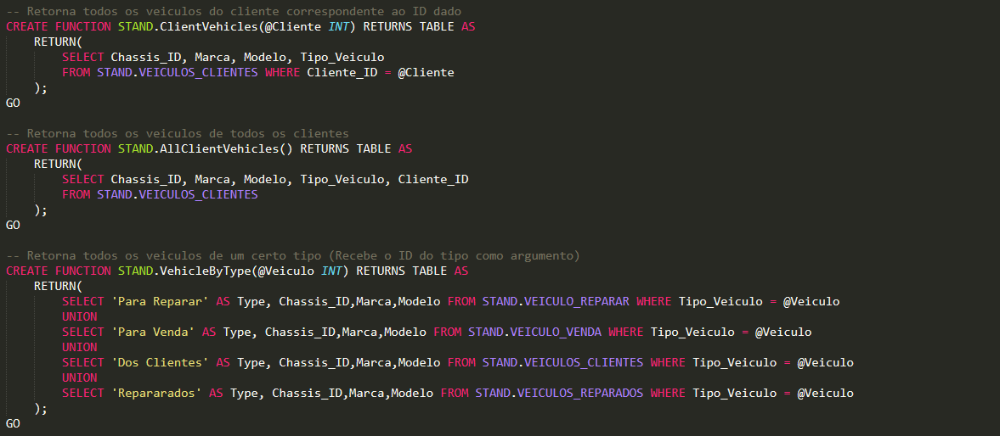 -- Retorna todos os veiculos do cliente correspondente ao ID dado
CREATE FUNCTION STAND.ClientVehicles(@Cliente INT) RETURNS TABLE AS
    RETURN(
        SELECT Chassis_ID, Marca, Modelo, Tipo_Veiculo
        FROM STAND.VEICULOS_CLIENTES WHERE Cliente_ID = @Cliente
    );
GO

-- Retorna todos os veiculos de todos os clientes
CREATE FUNCTION STAND.AllClientVehicles() RETURNS TABLE AS
    RETURN(
        SELECT Chassis_ID, Marca, Modelo, Tipo_Veiculo, Cliente_ID
        FROM STAND.VEICULOS_CLIENTES
    );
GO

-- Retorna todos os veiculos de um certo tipo (Recebe o ID do tipo como argumento)
CREATE FUNCTION STAND.VehicleByType(@Veiculo INT) RETURNS TABLE AS
    RETURN(
        SELECT 'Para Reparar' AS Type, Chassis_ID,Marca,Modelo FROM STAND.VEICULO_REPARAR WHERE Tipo_Veiculo = @Veiculo
        UNION
        SELECT 'Para Venda' AS Type, Chassis_ID,Marca,Modelo FROM STAND.VEICULO_VENDA WHERE Tipo_Veiculo = @Veiculo
        UNION
        SELECT 'Dos Clientes' AS Type, Chassis_ID,Marca,Modelo FROM STAND.VEICULOS_CLIENTES WHERE Tipo_Veiculo = @Veiculo
        UNION
        SELECT 'Repararados' AS Type, Chassis_ID,Marca,Modelo FROM STAND.VEICULOS_REPARADOS WHERE Tipo_Veiculo = @Veiculo
    );
GO